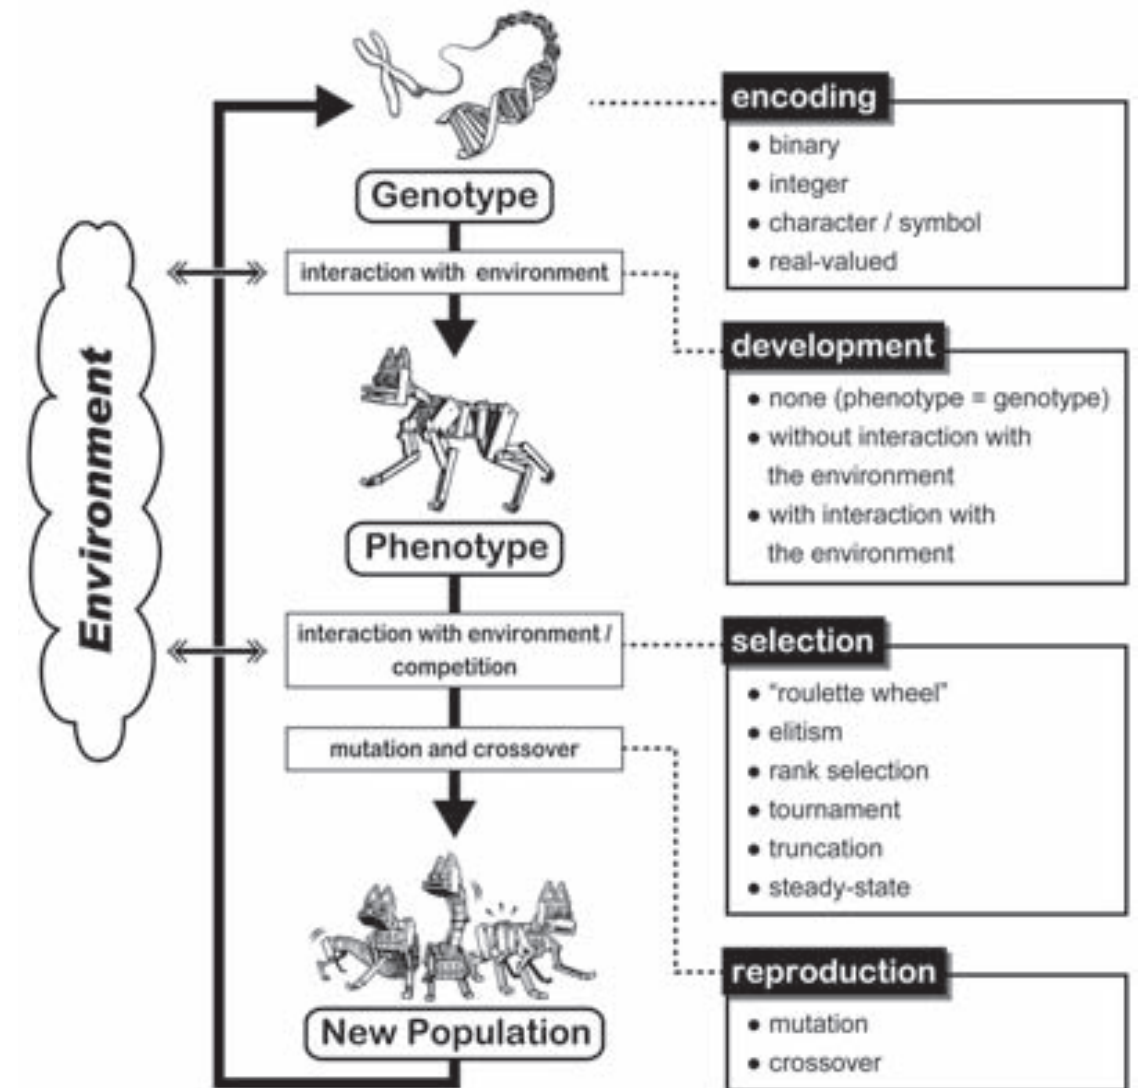 encoding
• binary
• integer
• character / symbol
• real-valued
Genotype
interaction with environment
development
• none (phenotype = genotype)
• without interaction with
the environment
• with interaction with
the environment
Environment
Phenotype
interaction with environment /
competition
selection
• "roulette wheel"
• elitism
• rank selection
• tournament
• truncation
• steady-state
mutation and crossover
reproduction
• mutation
• crossover
New Population